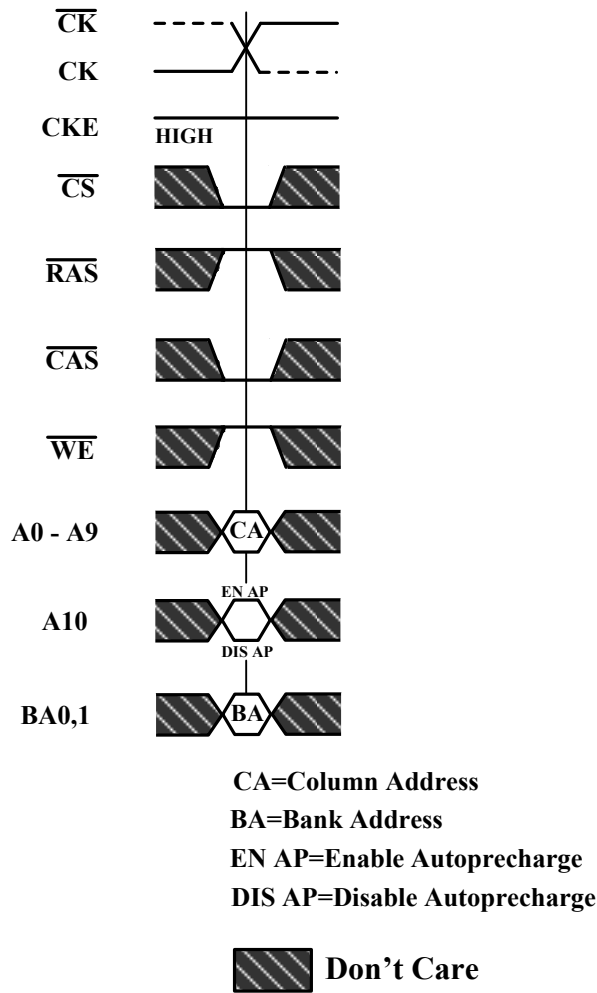 CK
CK
CKE
HIGH
CS
RAS
CAS
WE
A0 - A9
CA
EN AP
A10
DIS AP
BA0,1
BA
CA=Column Address
BA=Bank Address
EN AP=Enable Autoprecharge
DIS AP=Disable Autoprecharge
Don't Care